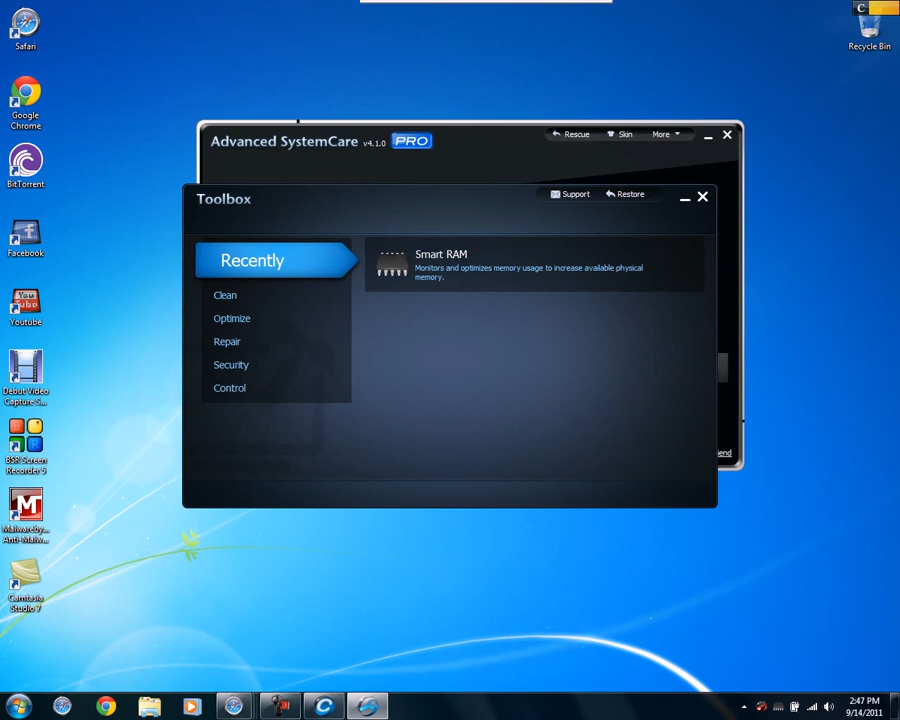 Safari
Google
Chrome
BitTorrent
Facebook
You
Tube
Youtube
Debut Video
Capture S...
BSR Screen
Recorder 5
Malwareby...
Anti-Malw...
Camtasia
Studio 7
C
Recycle Bin
Advanced SystemCare v4.1.0 PRO
Rescue Skin More
Toolbox
Support Restore
Recently
Clean
Optimize
Repair
Security
Control
Smart RAM
Monitors and optimizes memory usage to increase available physical
memory.
2:47 PM
9/14/2011